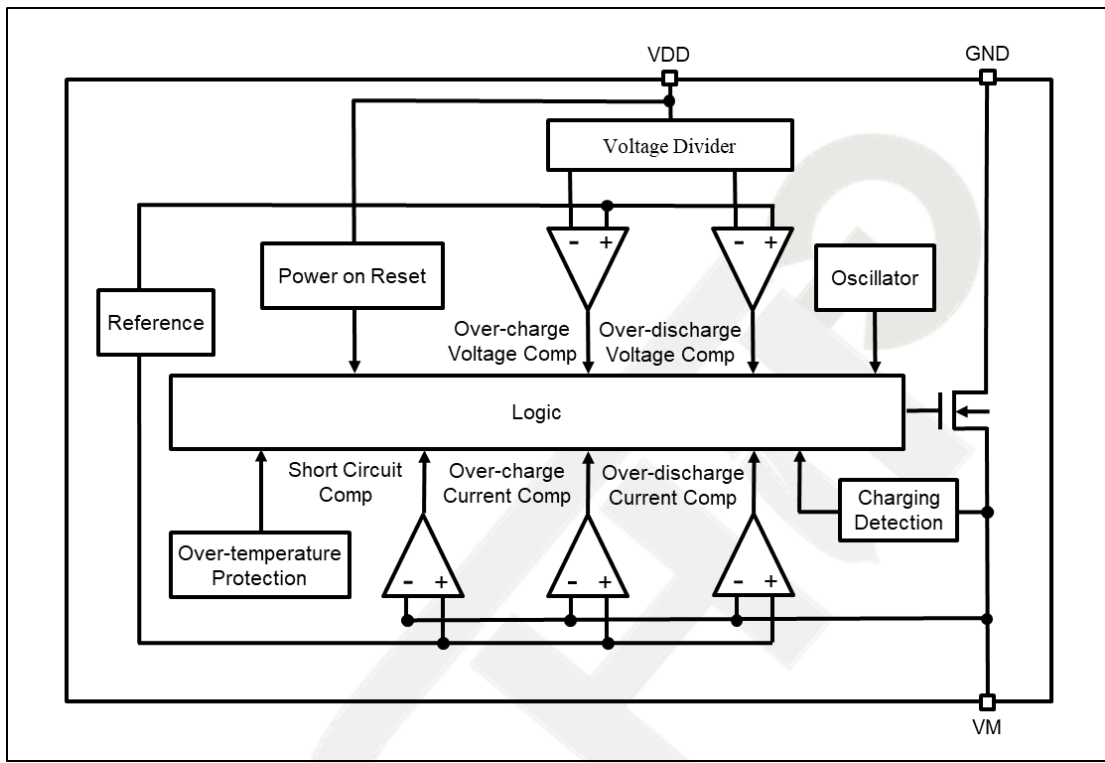 VDD
GND
Voltage Divider
- +
- +
Power on Reset
Oscillator
Reference
Over-charge
Voltage Comp
Over-discharge
Voltage Comp
Logic
Short Circuit
Comp
Over-charge
Current Comp
Over-discharge
Current Comp
Charging
Detection
Over-temperature
Protection
- +
- +
- +
VM